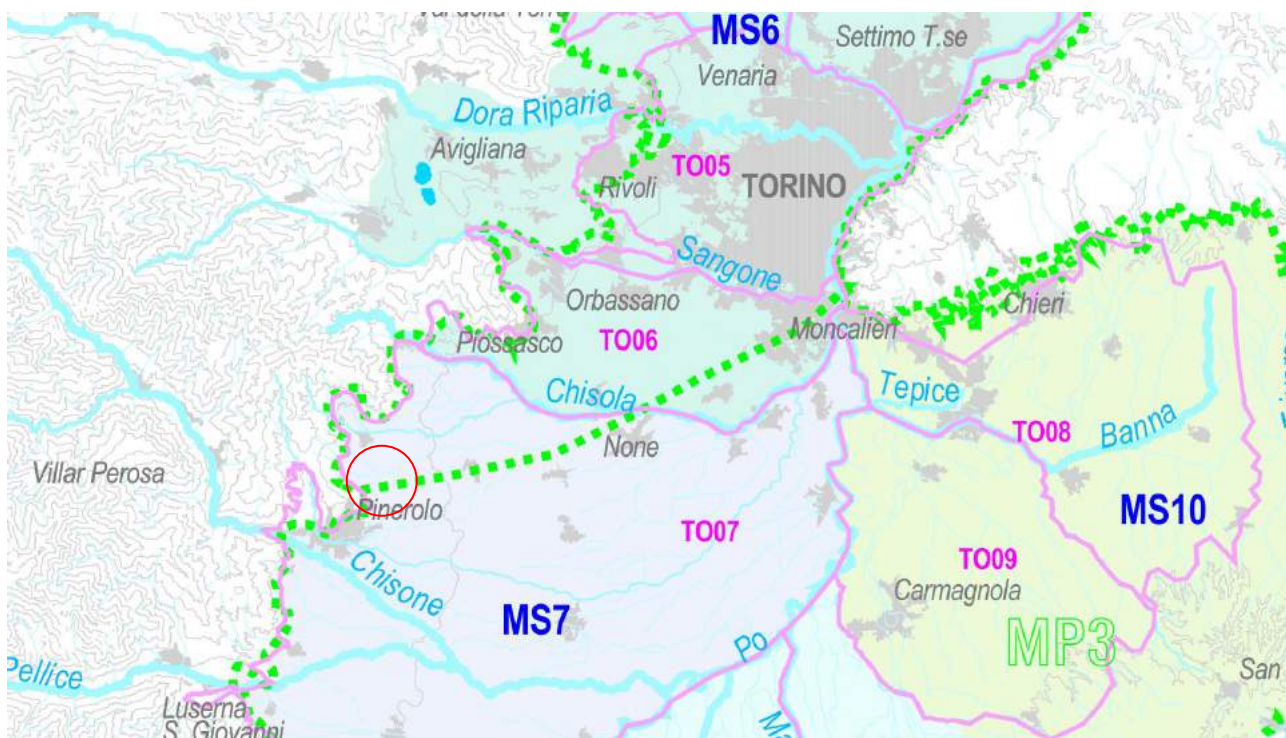 MS6
Settimo T.se
Venaria
Dora Riparia
Avigliana
TO05
Rivoli
TORINO
Sangone
Orbassano
Chieri
Moncalieri
Piossasco
TO06
Chisola
Tepice
TO08
Banna
None
Villar Perosa
Pinerolo
MS10
TO07
TO09
Chisone
Carmagnola
MS7
MP3
Po
Pellice
San
Luserna
S. Giovanni